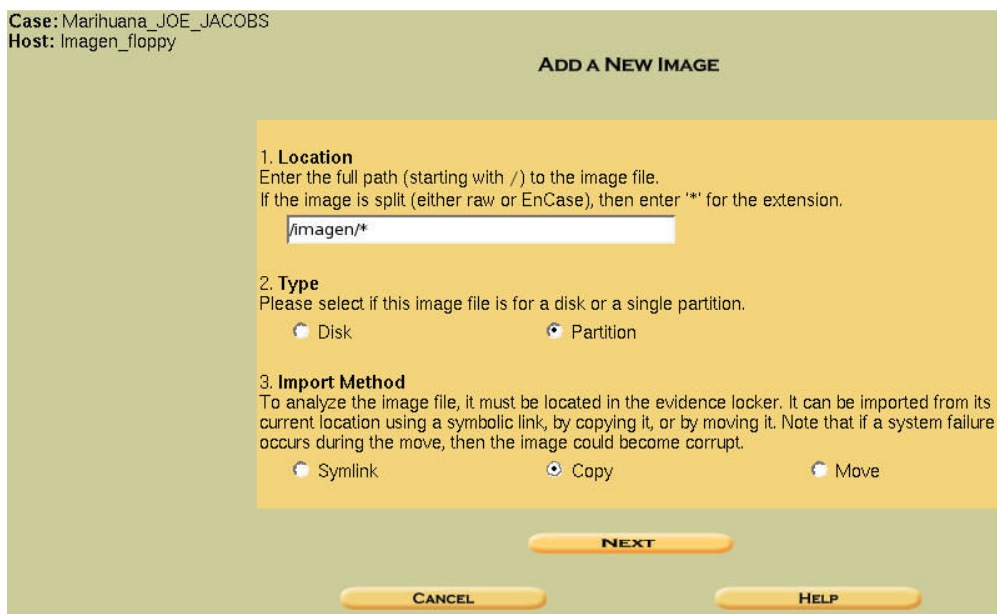 Case: Marihuana_JOE_JACOBS
Host: Imagen_floppy
ADD A NEW IMAGE
1. Location
Enter the full path (starting with /) to the image file.
If the image is split (either raw or EnCase), then enter '*' for the extension.
/imagen/*
2. Type
Please select if this image file is for a disk or a single partition.
Disk Partition
3. Import Method
To analyze the image file, it must be located in the evidence locker. It can be imported from its
current location using a symbolic link, by copying it, or by moving it. Note that if a system failure
occurs during the move, then the image could become corrupt.
Symlink Copy Move
NEXT
CANCEL HELP